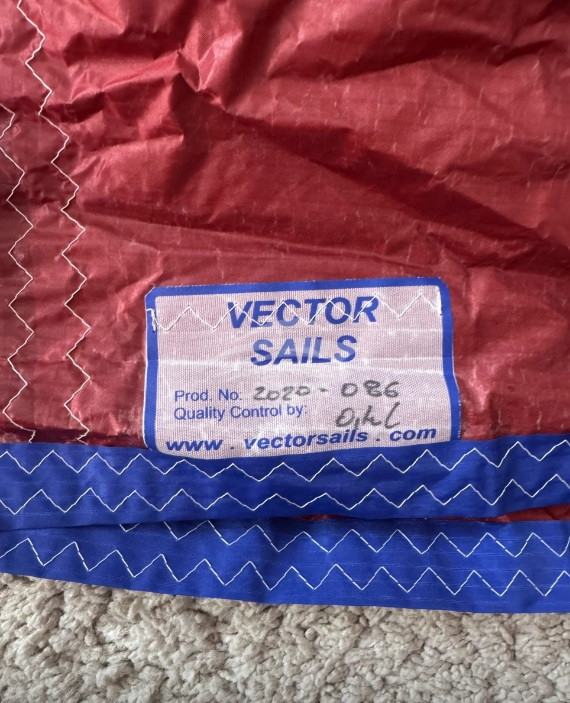 VECTOR
SAILS
Prod. No. 2020 - 086
Quality Control by:
www . vectorsails . com